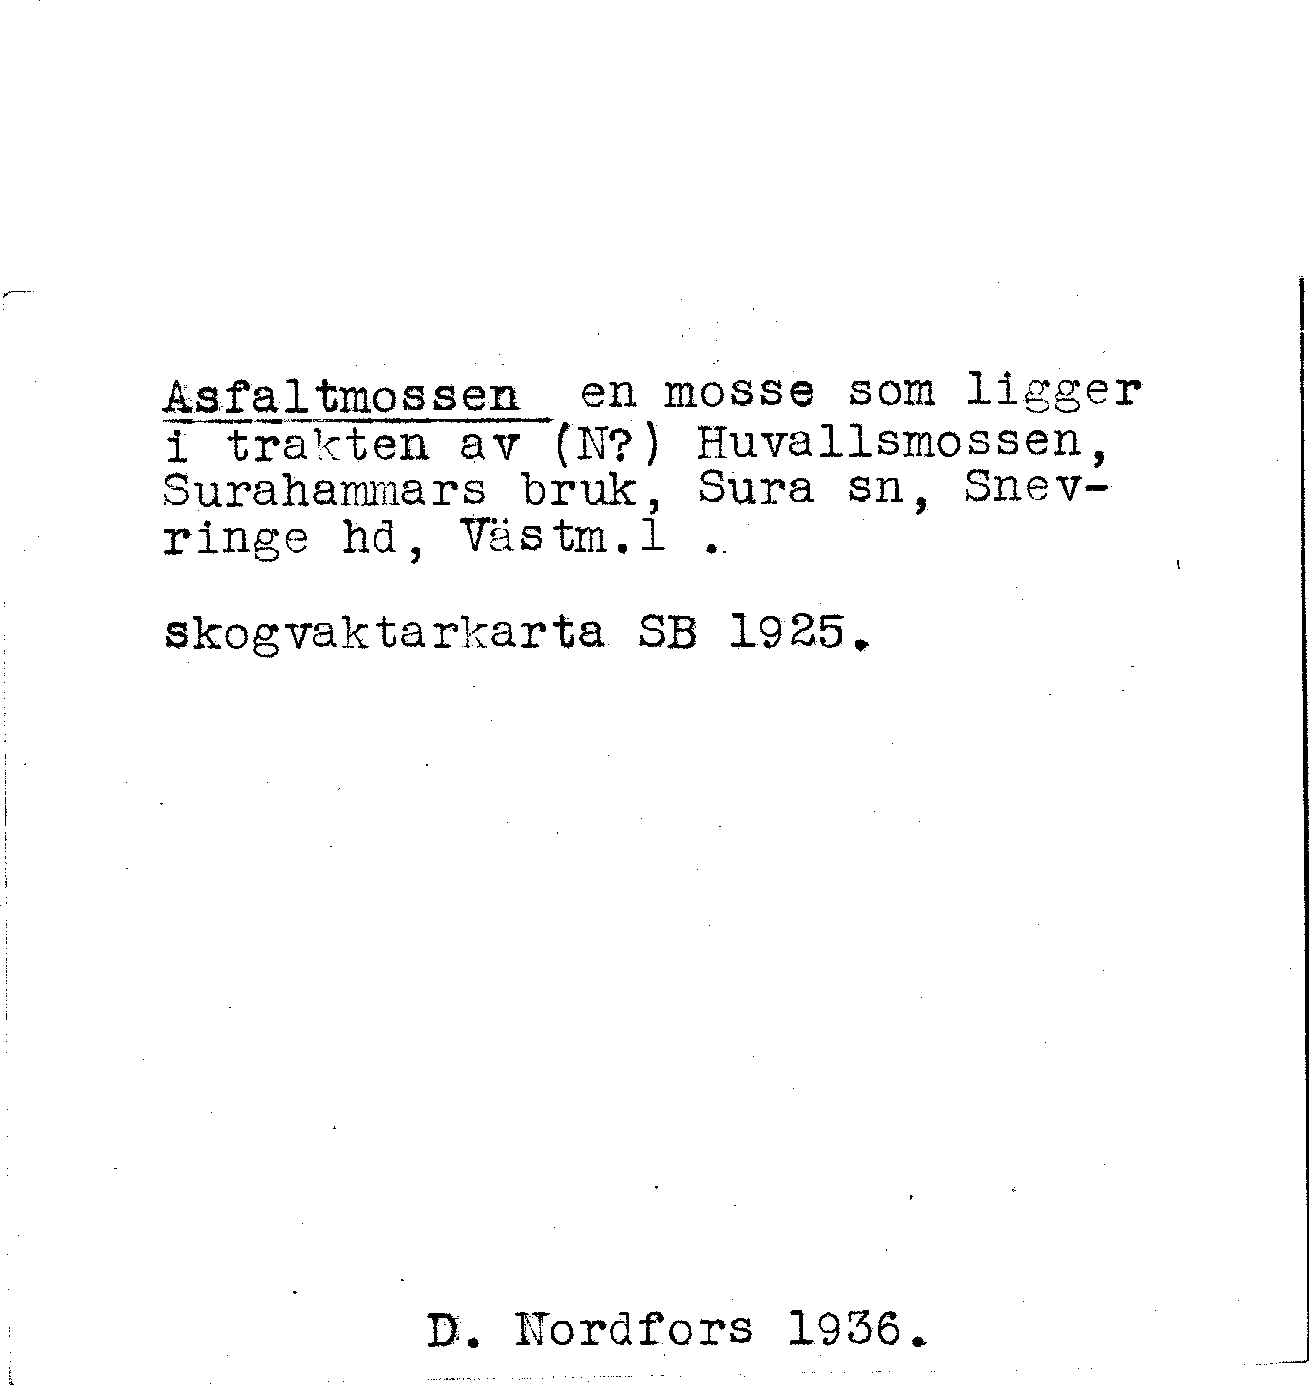 Asfaltmossen en mosse som ligger
i trakten av (N?) Huvallsmossen,
Surahammars bruk, Sura sn, Snev-
ringe hd, Västm.l .
skogvaktarkarta SB 1925.
D. Nordfors 1936.